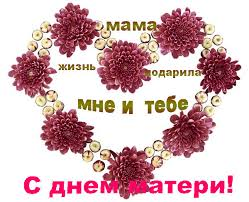 мама
жизнь подарила
мне и тебе
С днем матери!